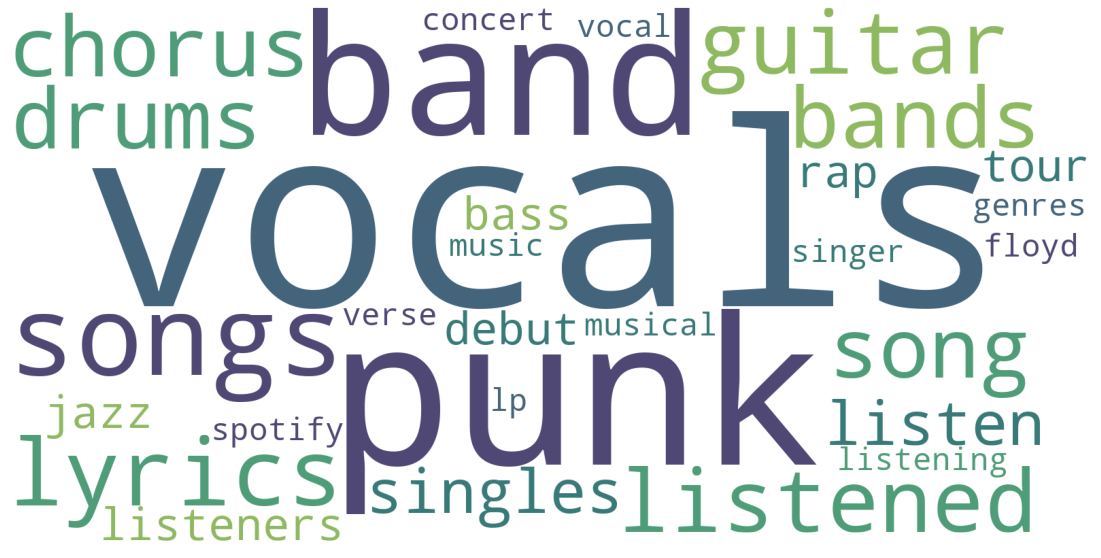 concert
vocal
chorus
band
guitar
drums
bands
vocals
rap
tour
bass
genres
music
singer
floyd
songs
verse
debut
musical
song
punk
lp
jazz
spotify
listen
lyrics
listening
singles
listened
listeners